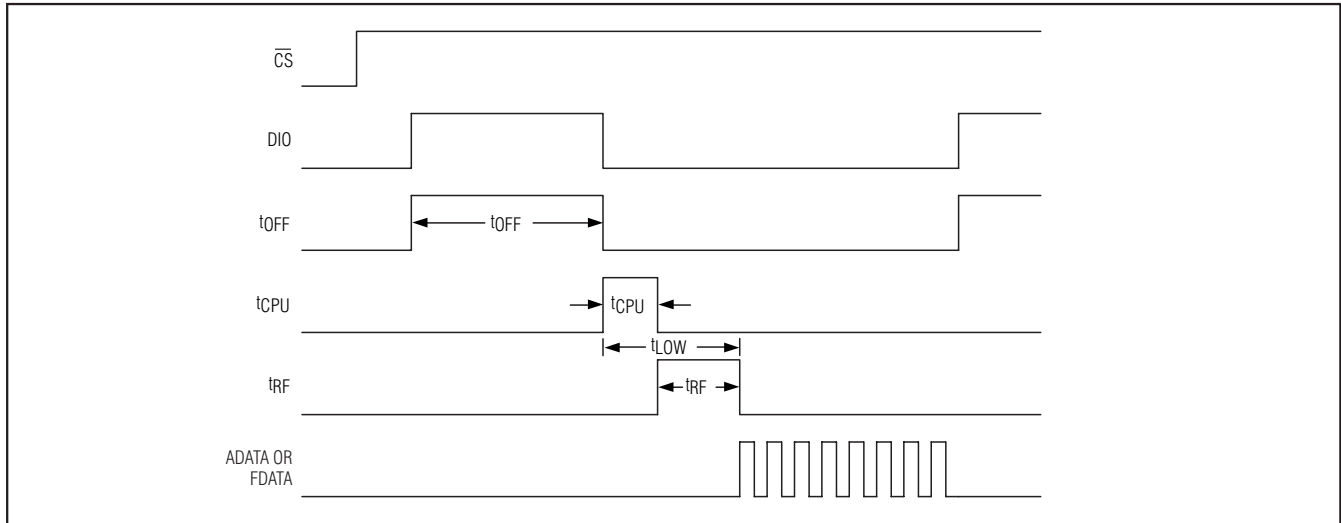 CS
DIO
tOFF
tOFF
tCPU
tCPU
tLOW
tRF
tRF
ADATA OR
FDATA